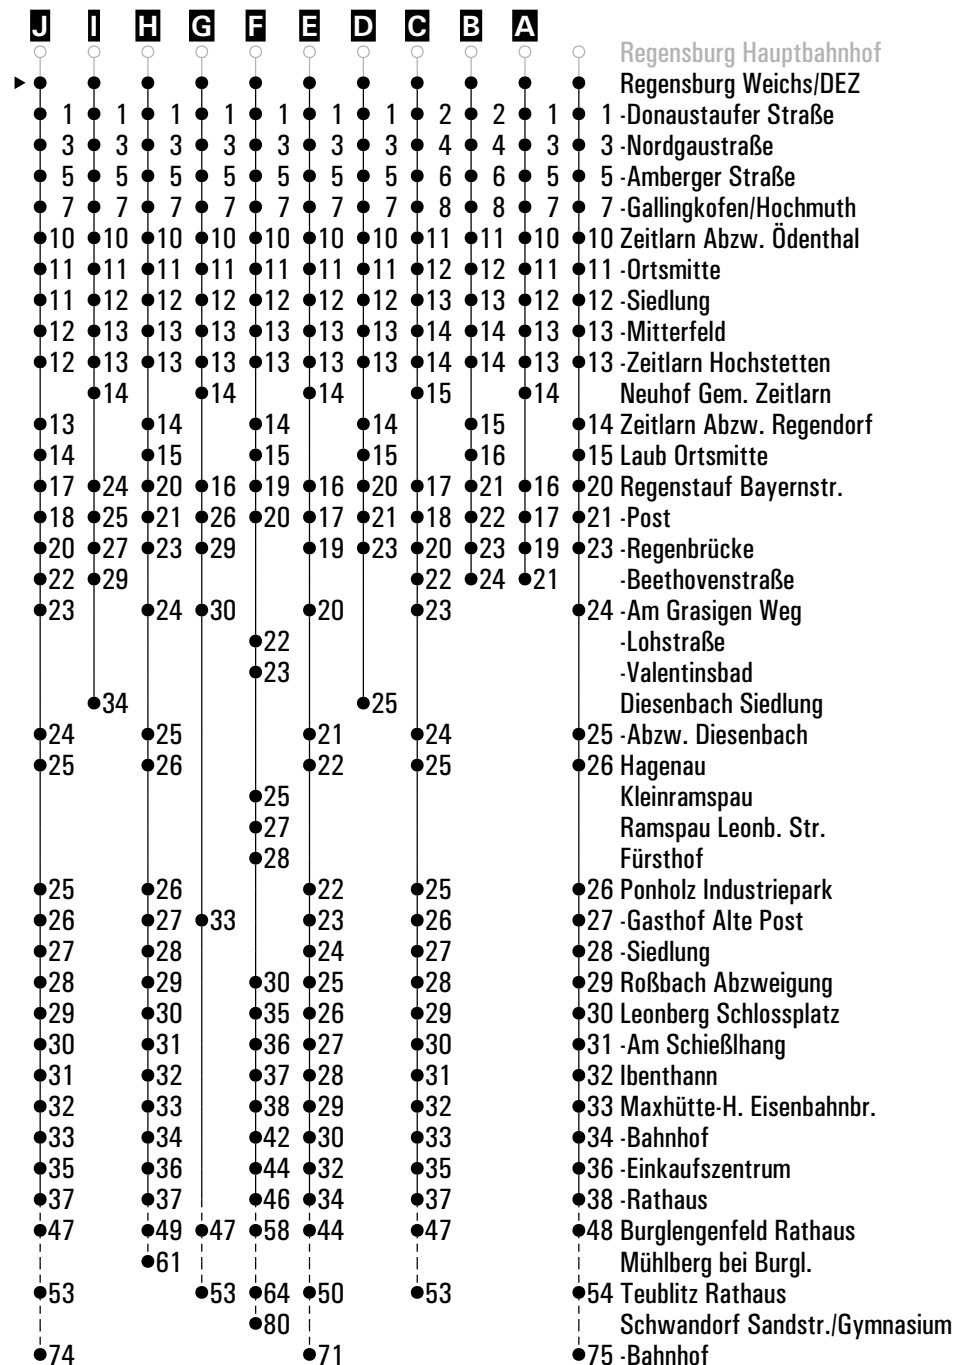 J I H G F E D C B A
Regensburg Hauptbahnhof
Regensburg Weichs/DEZ
1 1 1 1 1 1 1 2 2 1 1 -Donaustaufer Straße
3 3 3 3 3 3 3 4 4 3 3 -Nordgaustraße
5 5 5 5 5 5 5 6 6 5 5 -Amberger Straße
7 7 7 7 7 7 7 8 8 7 7 -Gallingkofen/Hochmuth
10 10 10 10 10 10 10 11 11 10 10 Zeitlarn Abzw. Ödenthal
11 11 11 11 11 11 11 12 12 11 11 -Ortsmitte
11 12 12 12 12 12 12 13 13 12 12 -Siedlung
12 13 13 13 13 13 13 14 14 13 13 -Mitterfeld
12 13 13 13 13 13 13 14 14 13 13 -Zeitlarn Hochstetten
14 14 14 15 14 Neuhof Gem. Zeitlarn
13 14 14 14 15 14 Zeitlarn Abzw. Regendorf
14 15 15 15 16 15 Laub Ortsmitte
17 24 20 16 19 16 20 17 21 16 20 Regenstauf Bayernstr.
18 25 21 26 20 17 21 18 22 17 21 -Post
20 27 23 29 19 23 20 23 19 23 -Regenbrücke
22 29 22 24 21 -Beethovenstraße
23 24 30 20 23 24 -Am Grasigen Weg
22 -Lohstraße
23 -Valentinsbad
34 25 Diesenbach Siedlung
24 25 21 24 25 -Abzw. Diesenbach
25 26 22 25 26 Hagenau
25 Kleinramspau
27 Ramspau Leonb. Str.
28 Fürsthof
25 26 22 25 26 Ponholz Industriepark
26 27 33 23 26 27 -Gasthof Alte Post
27 28 24 27 28 -Siedlung
28 29 30 25 28 29 Roßbach Abzweigung
29 30 35 26 29 30 Leonberg Schlossplatz
30 31 36 27 30 31 -Am Schießlhang
31 32 37 28 31 32 Ibenthann
32 33 38 29 32 33 Maxhütte-H. Eisenbahnbr.
33 34 42 30 33 34 -Bahnhof
35 36 44 32 35 36 -Einkaufszentrum
37 37 46 34 37 38 -Rathaus
47 49 47 58 44 47 48 Burglengenfeld Rathaus
61 Mühlberg bei Burgl.
53 53 64 50 53 54 Teublitz Rathaus
80 Schwandorf Sandstr./Gymnasium
74 71 75 -Bahnhof